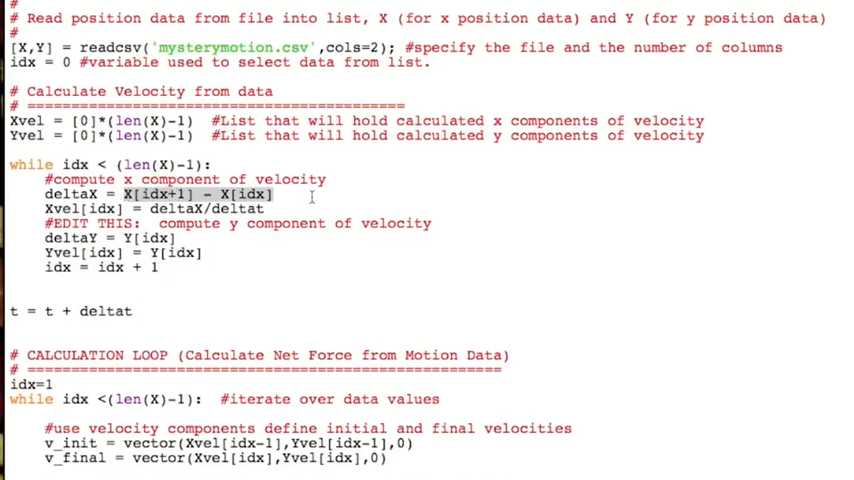 #
# Read position data from file into list, X (for x position data) and Y (for y position data)
#
[X,Y] = readcsv('mysterymotion.csv',cols=2); #specify the file and the number of columns
idx = 0 #variable used to select data from list.
# Calculate Velocity from data
# ===========================================
Xvel = [0]*(len(X)-1)  #List that will hold calculated x components of velocity
Yvel = [0]*(len(X)-1)  #List that will hold calculated y components of velocity
while idx < (len(X)-1):
    #compute x component of velocity
    deltaX = X[idx+1] - X[idx]
    Xvel[idx] = deltaX/deltat
    #EDIT THIS:  compute y component of velocity
    deltaY = Y[idx]
    Yvel[idx] = Y[idx]
    idx = idx + 1
t = t + deltat
# CALCULATION LOOP (Calculate Net Force from Motion Data)
# ======================================================
idx=1
while idx <(len(X)-1):  #iterate over data values
    #use velocity components define initial and final velocities
    v_init = vector(Xvel[idx-1],Yvel[idx-1],0)
    v_final = vector(Xvel[idx],Yvel[idx],0)